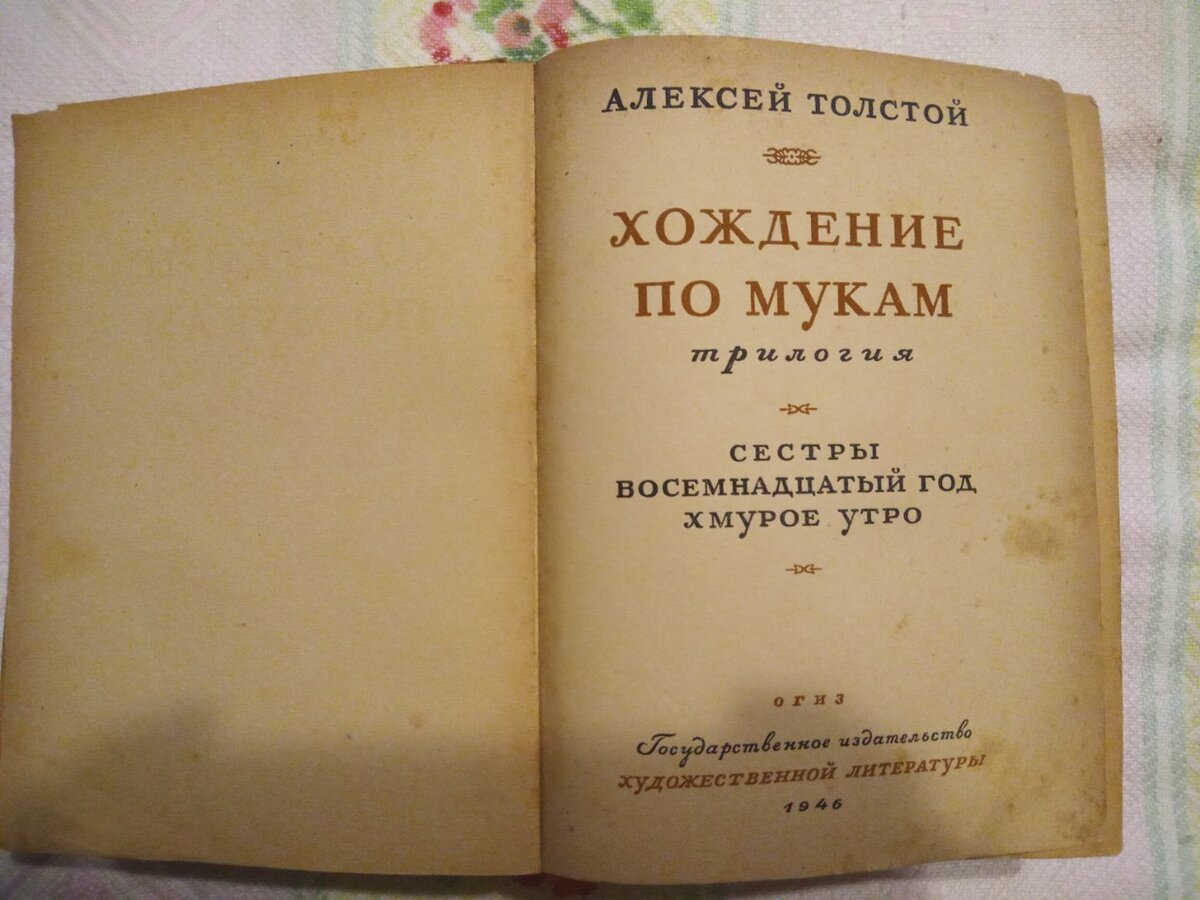 АЛЕКСЕЙ ТОЛСТОЙ
ХОЖДЕНИЕ
ПО МУКАМ
трилогия
СЕСТРЫ
ВОСЕМНАДЦАТЫЙ ГОД
ХМУРОЕ УТРО
ОГИЗ
Государственное издательство
ХУДОЖЕСТВЕННОЙ ЛИТЕРАТУРЫ
1946